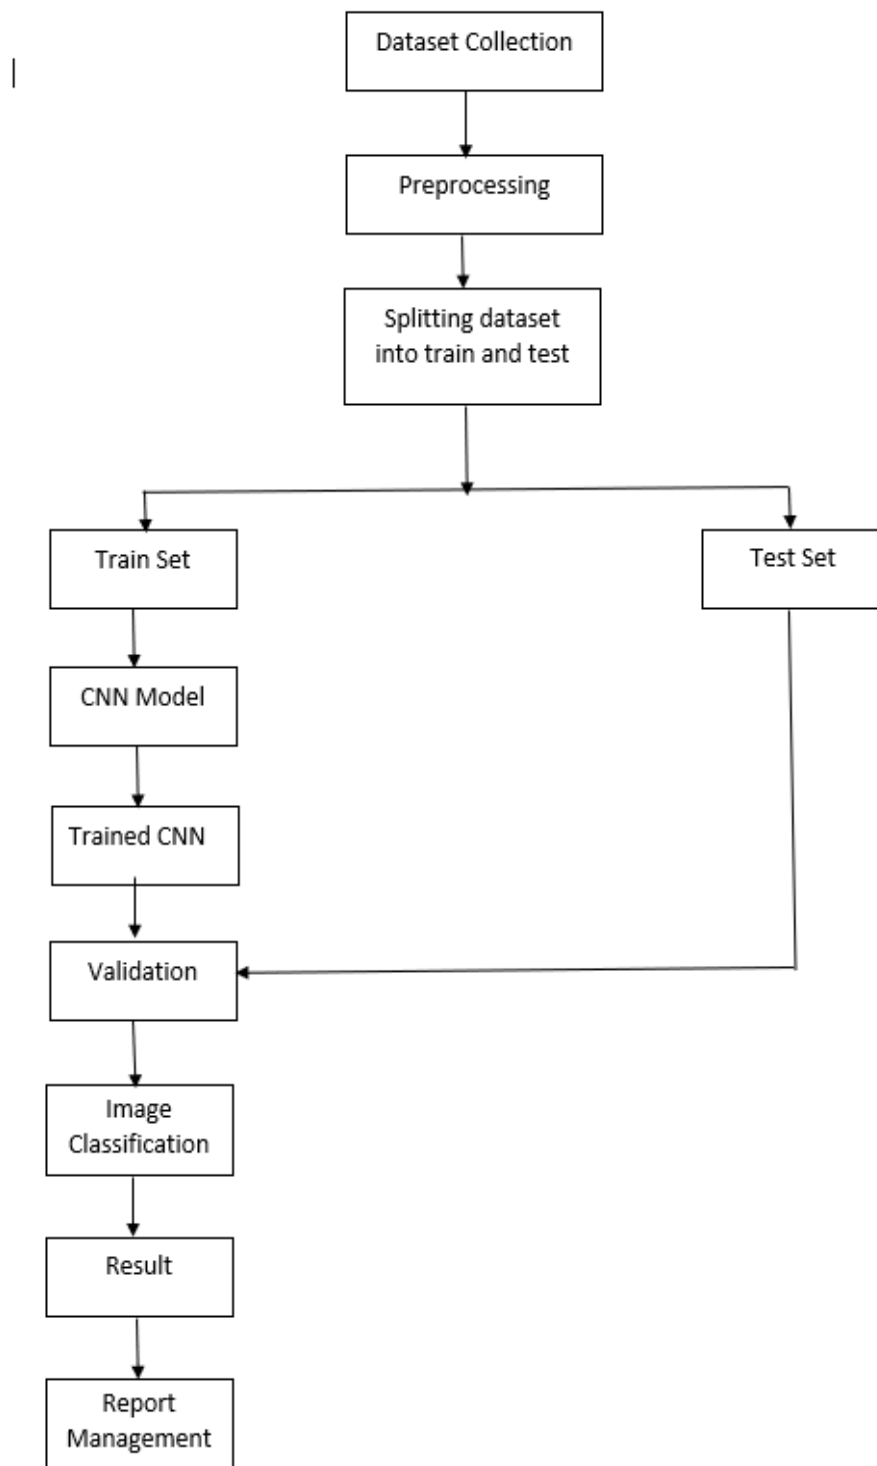 Dataset Collection
Preprocessing
Splitting dataset
into train and test
Train Set
Test Set
CNN Model
Trained CNN
Validation
Image
Classification
Result
Report
Management